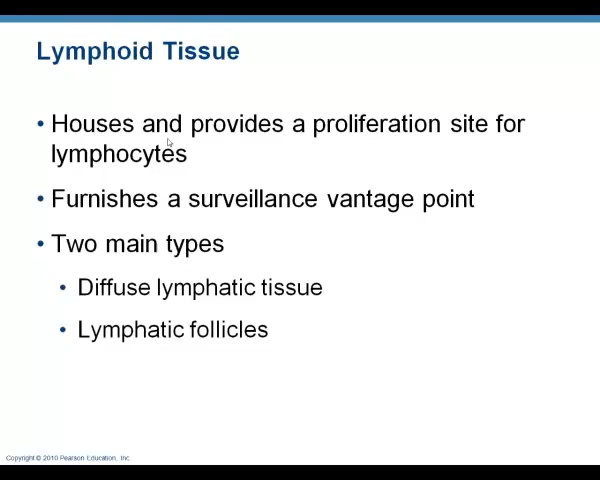 Lymphoid Tissue
• Houses and provides a proliferation site for
lymphocytes
• Furnishes a surveillance vantage point
• Two main types
• Diffuse lymphatic tissue
• Lymphatic follicles
Copyright © 2010 Pearson Education, Inc.